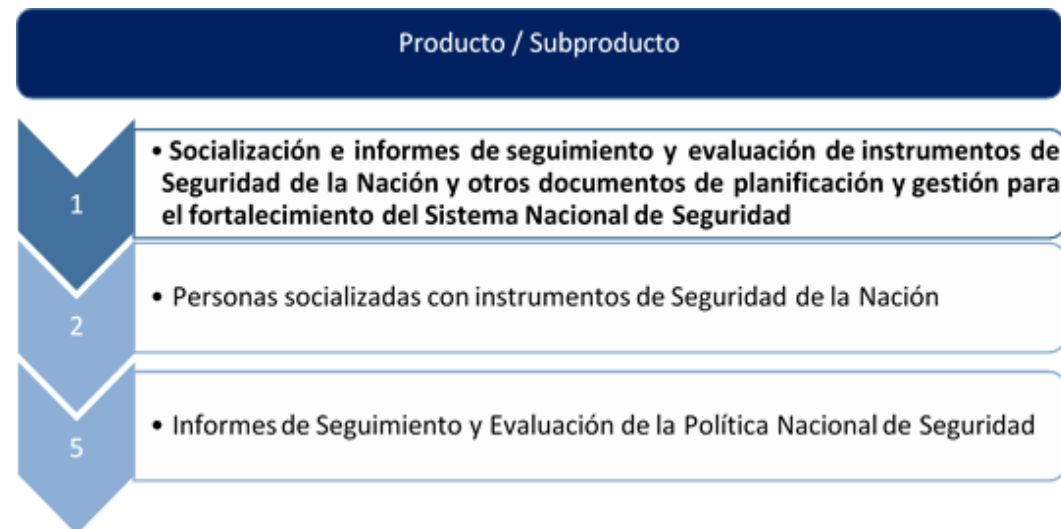 Producto / Subproducto
1
• Socialización e informes de seguimiento y evaluación de instrumentos de
Seguridad de la Nación y otros documentos de planificación y gestión para
el fortalecimiento del Sistema Nacional de Seguridad
2
• Personas socializadas con instrumentos de Seguridad de la Nación
5
• Informes de Seguimiento y Evaluación de la Política Nacional de Seguridad